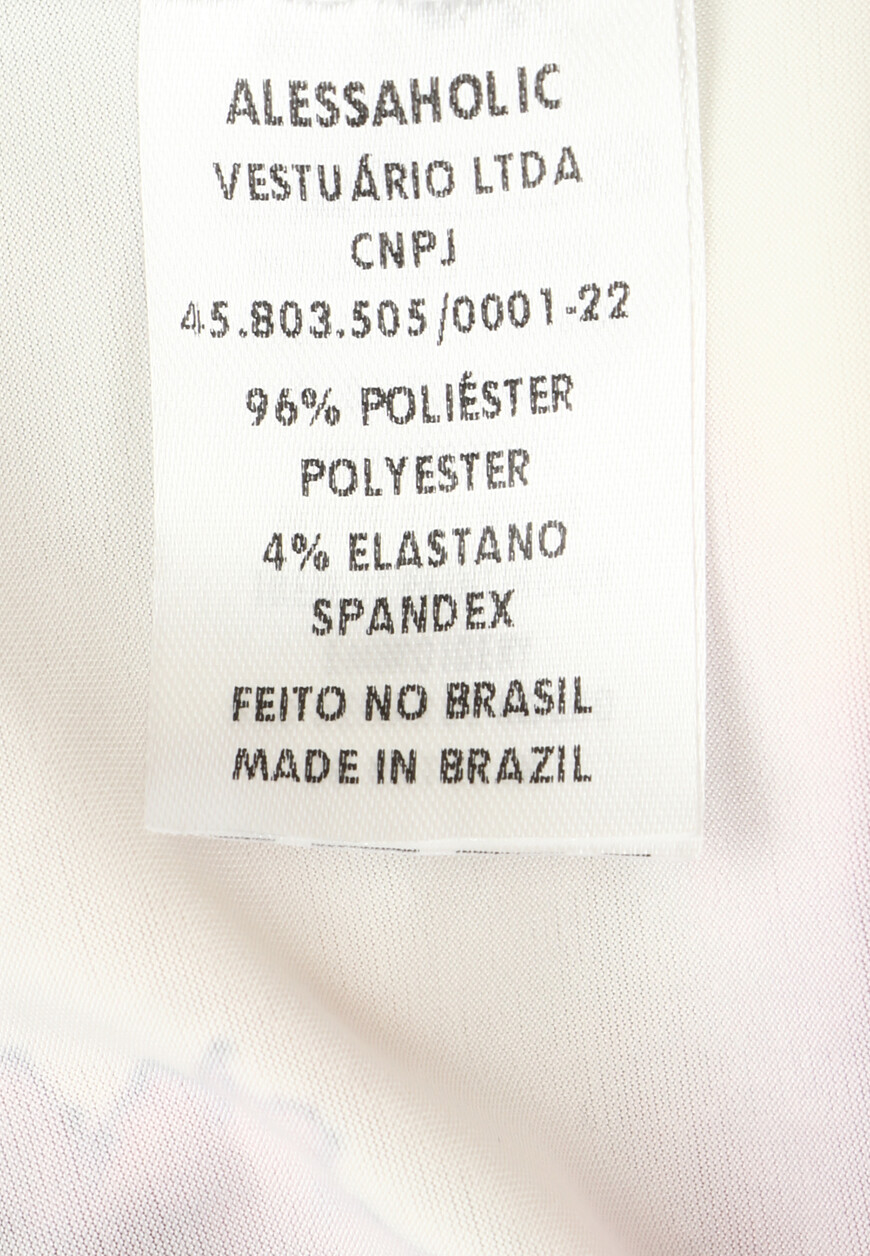 ALESSAHOLIC
VESTUÁRIO LTDA
CNPJ
45.803.505/0001-22
96% POLIÉSTER
POLYESTER
4% ELASTANO
SPANDEX
FEITO NO BRASIL
MADE IN BRAZIL